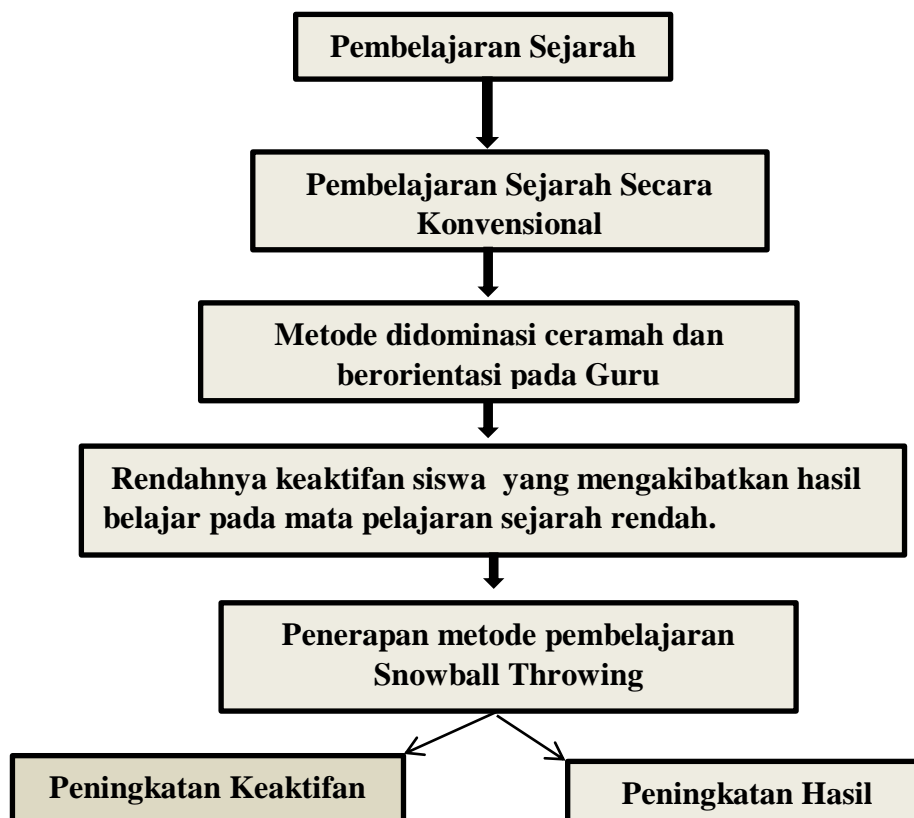 Pembelajaran Sejarah
Pembelajaran Sejarah Secara
Konvensional
Metode didominasi ceramah dan
berorientasi pada Guru
Rendahnya keaktifan siswa yang mengakibatkan hasil
belajar pada mata pelajaran sejarah rendah.
Penerapan metode pembelajaran
Snowball Throwing
Peningkatan Keaktifan
Peningkatan Hasil